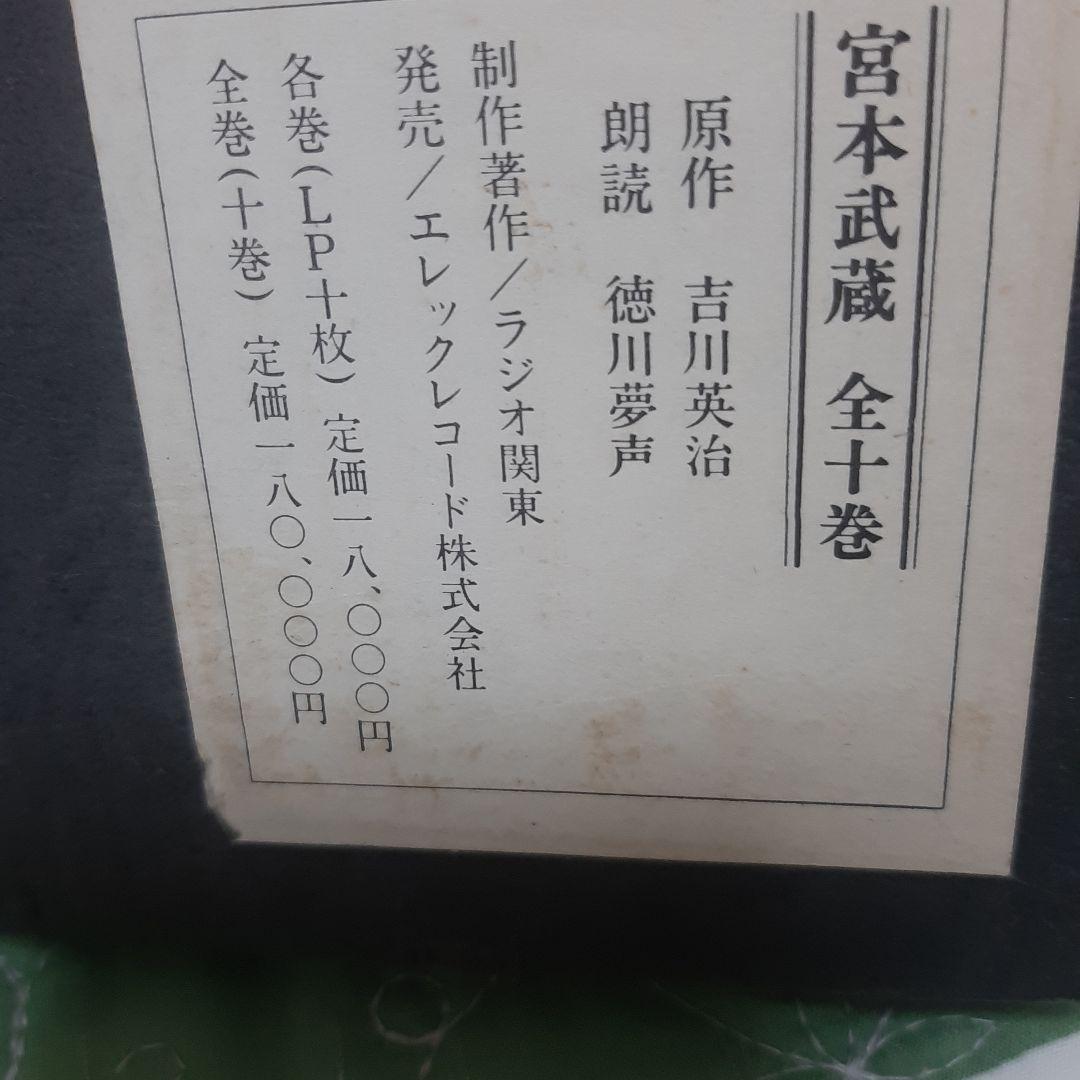 宮本武蔵 全十巻
原作 吉川英治
朗読 徳川夢声
制作著作/ラジオ関東
発売/エレックレコード株式会社
各巻(LP十枚) 定価一八、〇〇〇円
全巻(十巻) 定価一八〇、〇〇〇円